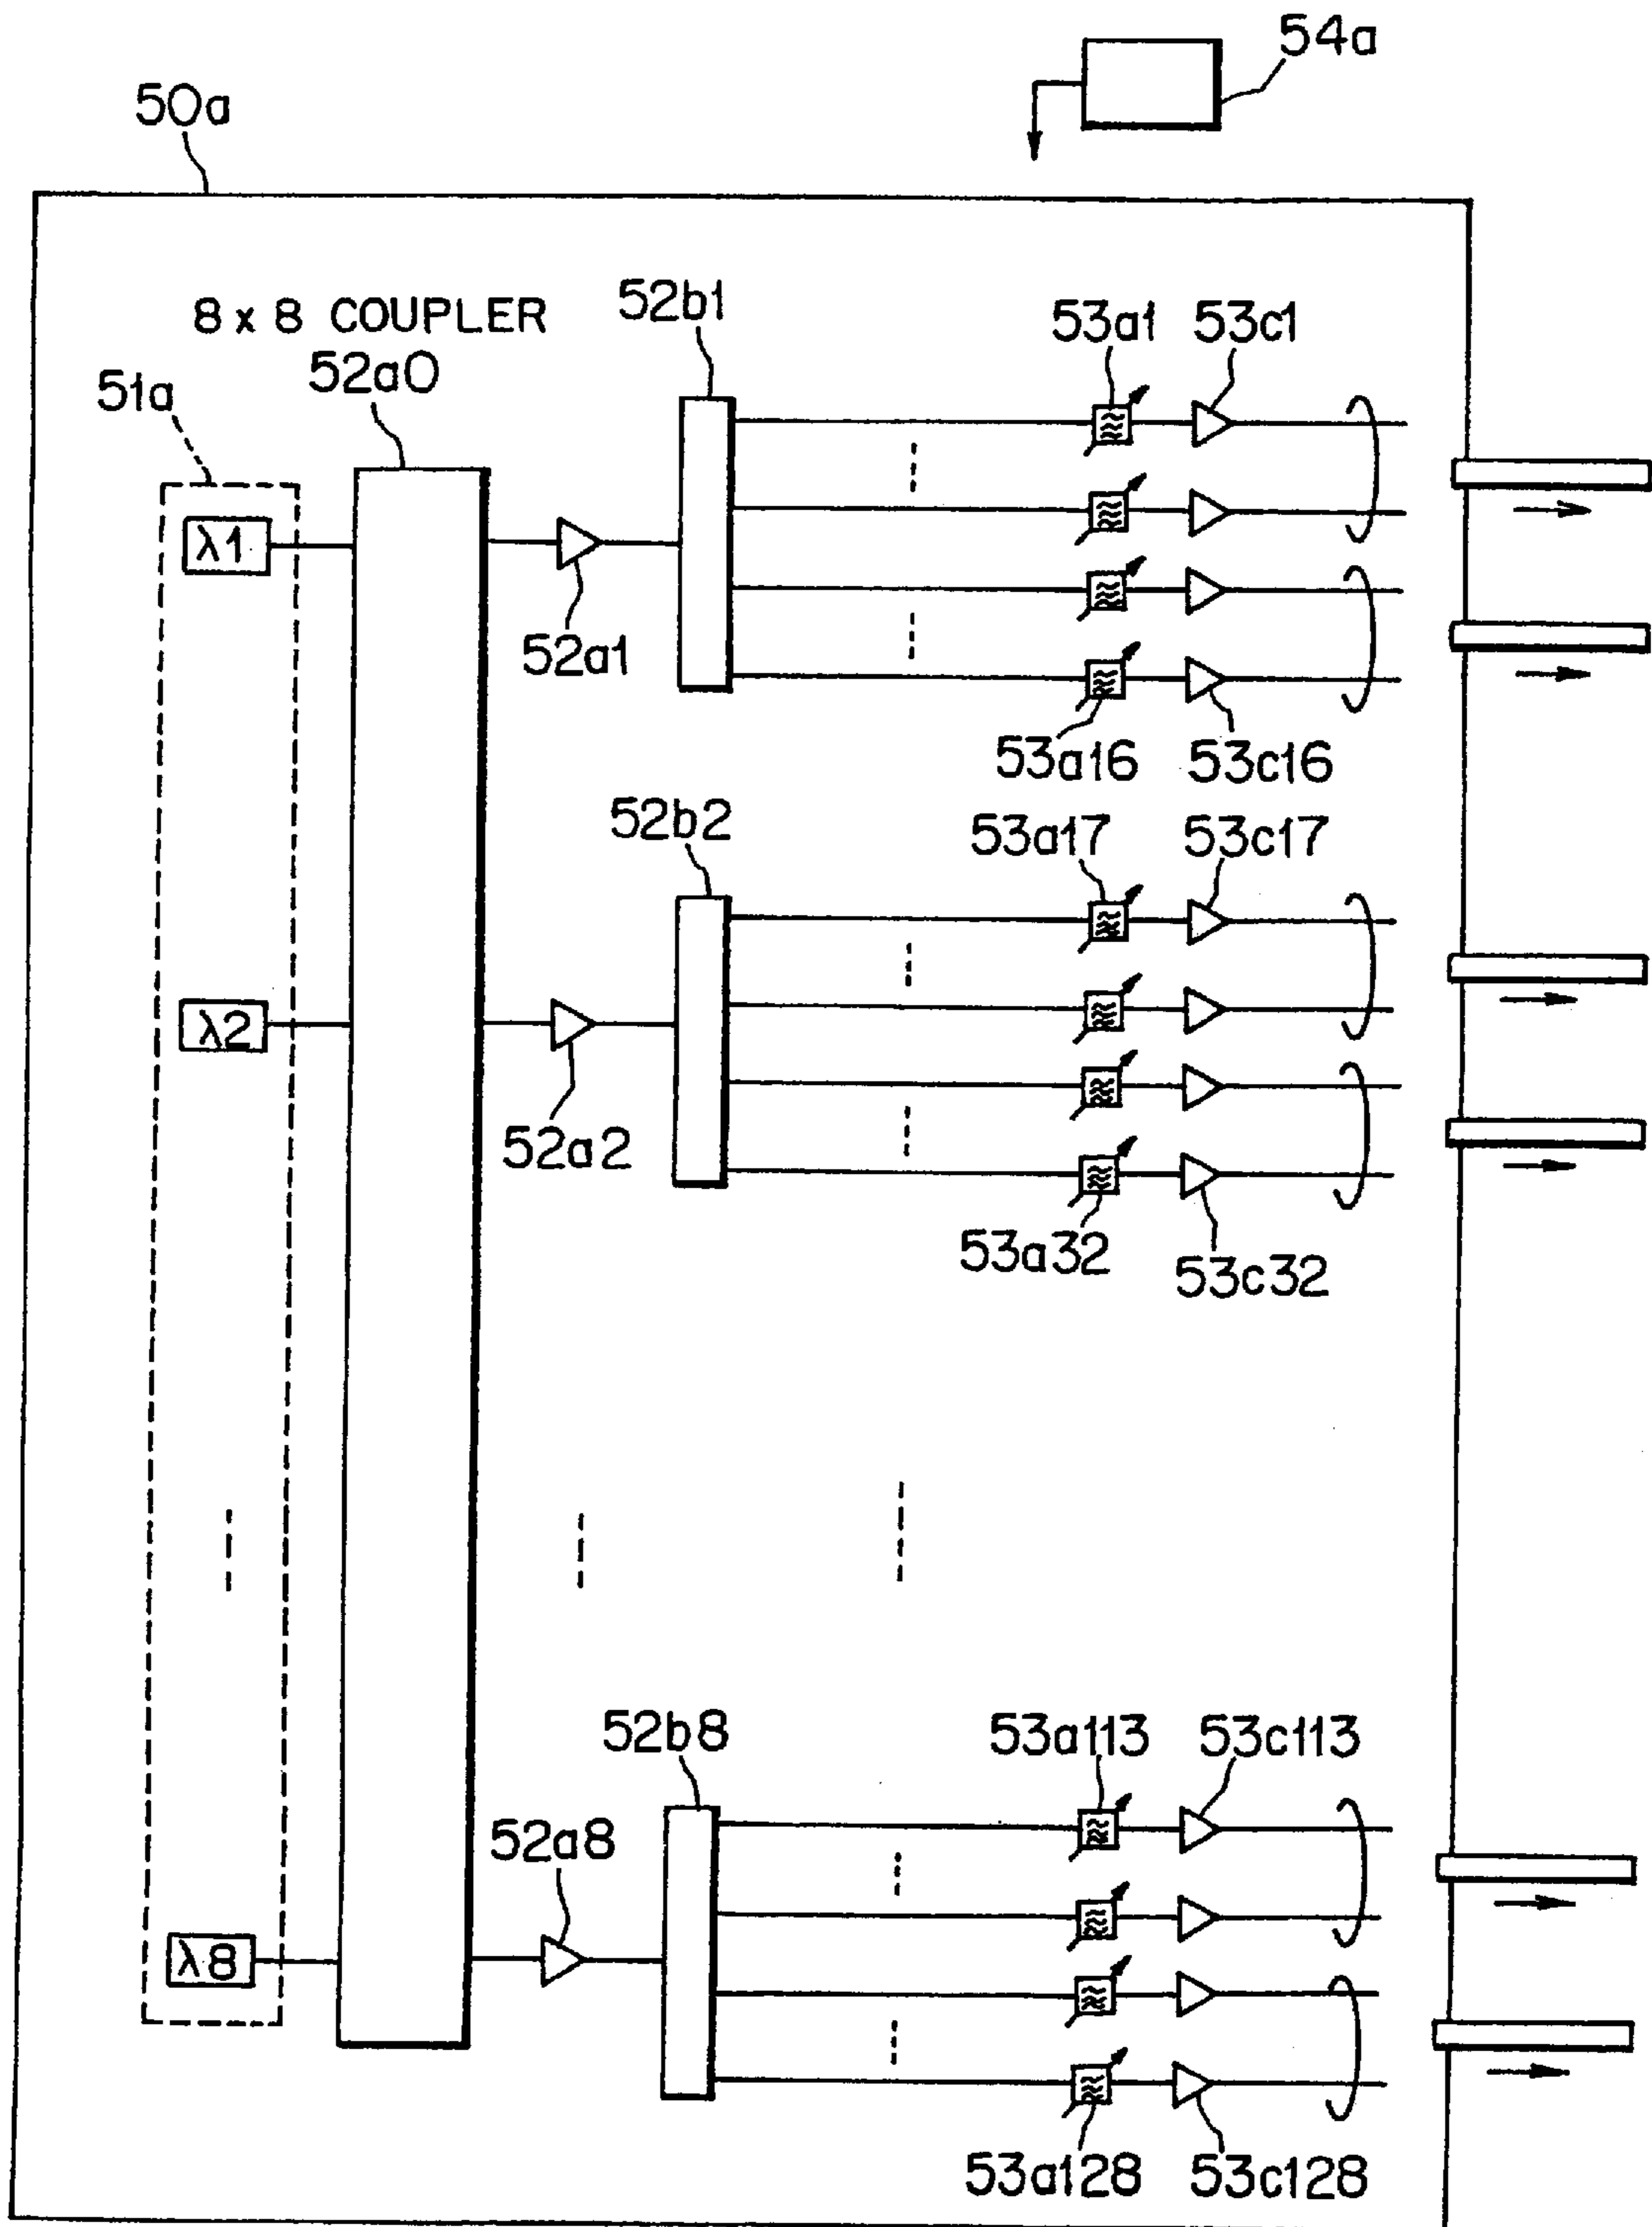 54a
50a
8 x 8 COUPLER
52a0
51a
52b1
53a1
53c1
λ1
52a1
53a16
53c16
52b2
53a17
53c17
λ2
52a2
53a32
53c32
52b8
53a113
53c113
52a8
λ8
53a128
53c128